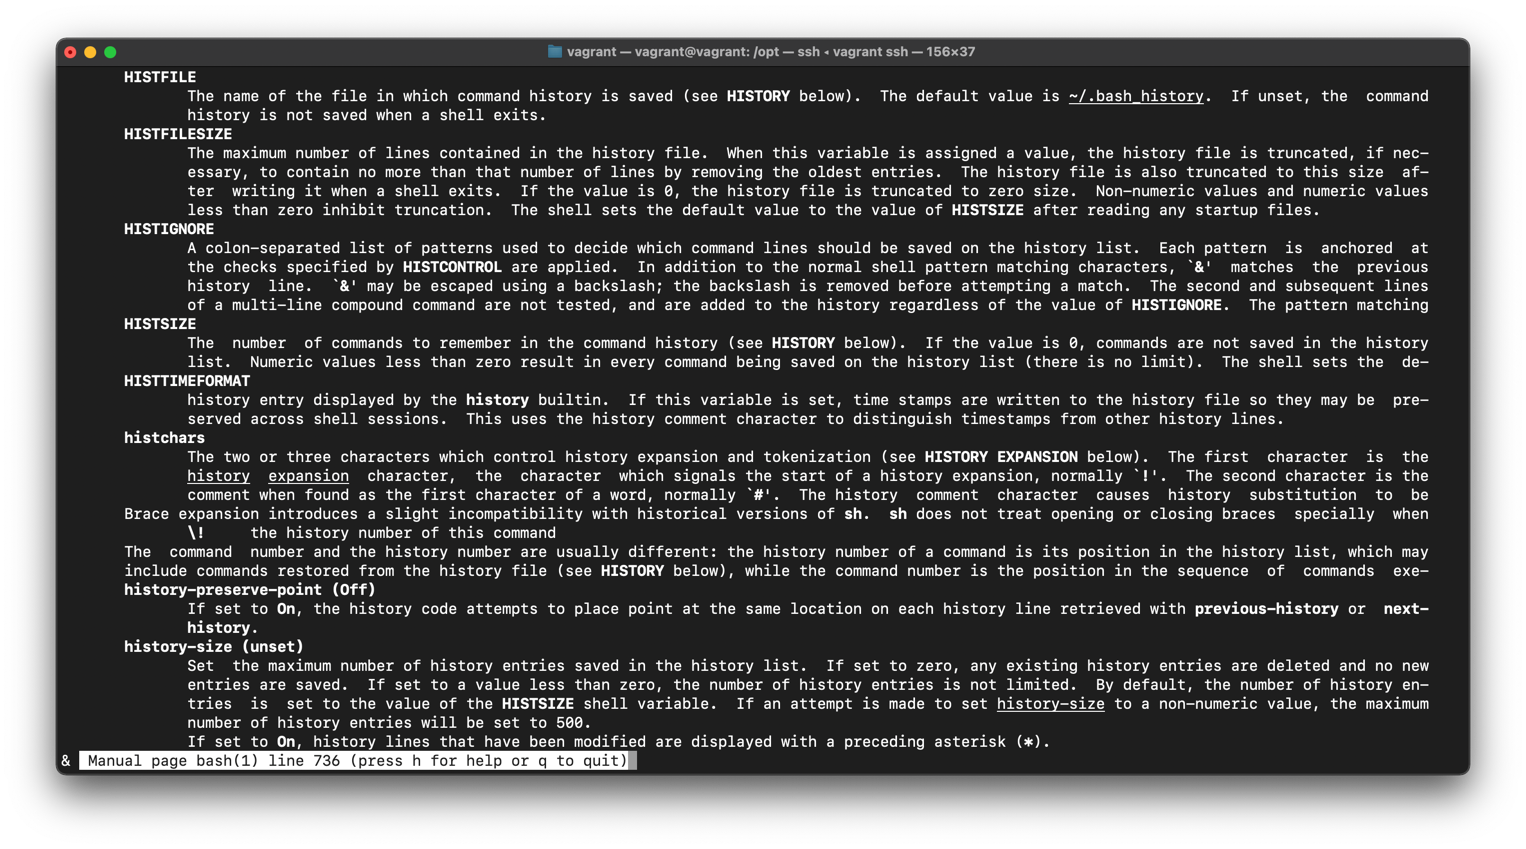 vagrant — vagrant@vagrant: /opt — ssh ◂ vagrant ssh — 156×37
HISTFILE
The name of the file in which command history is saved (see HISTORY below).  The default value is ~/.bash_history.  If unset, the  command
history is not saved when a shell exits.
HISTFILESIZE
The maximum number of lines contained in the history file.  When this variable is assigned a value, the history file is truncated, if nec-
essary, to contain no more than that number of lines by removing the oldest entries.  The history file is also truncated to this size  af-
ter  writing it when a shell exits.  If the value is 0, the history file is truncated to zero size.  Non-numeric values and numeric values
less than zero inhibit truncation.  The shell sets the default value to the value of HISTSIZE after reading any startup files.
HISTIGNORE
A colon-separated list of patterns used to decide which command lines should be saved on the history list.  Each pattern  is  anchored  at
the checks specified by HISTCONTROL are applied.  In addition to the normal shell pattern matching characters, `&'  matches  the  previous
history  line.  `&' may be escaped using a backslash; the backslash is removed before attempting a match.  The second and subsequent lines
of a multi-line compound command are not tested, and are added to the history regardless of the value of HISTIGNORE.  The pattern matching
HISTSIZE
The  number  of commands to remember in the command history (see HISTORY below).  If the value is 0, commands are not saved in the history
list.  Numeric values less than zero result in every command being saved on the history list (there is no limit).  The shell sets the  de-
HISTTIMEFORMAT
history entry displayed by the history builtin.  If this variable is set, time stamps are written to the history file so they may be  pre-
served across shell sessions.  This uses the history comment character to distinguish timestamps from other history lines.
histchars
The two or three characters which control history expansion and tokenization (see HISTORY EXPANSION below).  The first  character  is  the
history  expansion  character,  the  character  which signals the start of a history expansion, normally `!'.  The second character is the
comment when found as the first character of a word, normally `#'.  The history  comment  character  causes  history  substitution  to  be
Brace expansion introduces a slight incompatibility with historical versions of sh.  sh does not treat opening or closing braces  specially  when
\!     the history number of this command
The  command  number and the history number are usually different: the history number of a command is its position in the history list, which may
include commands restored from the history file (see HISTORY below), while the command number is the position in the sequence  of  commands  exe-
history-preserve-point (Off)
If set to On, the history code attempts to place point at the same location on each history line retrieved with previous-history or  next-
history.
history-size (unset)
Set  the maximum number of history entries saved in the history list.  If set to zero, any existing history entries are deleted and no new
entries are saved.  If set to a value less than zero, the number of history entries is not limited.  By default, the number of history en-
tries  is  set to the value of the HISTSIZE shell variable.  If an attempt is made to set history-size to a non-numeric value, the maximum
number of history entries will be set to 500.
If set to On, history lines that have been modified are displayed with a preceding asterisk (*).
&  Manual page bash(1) line 736 (press h for help or q to quit)